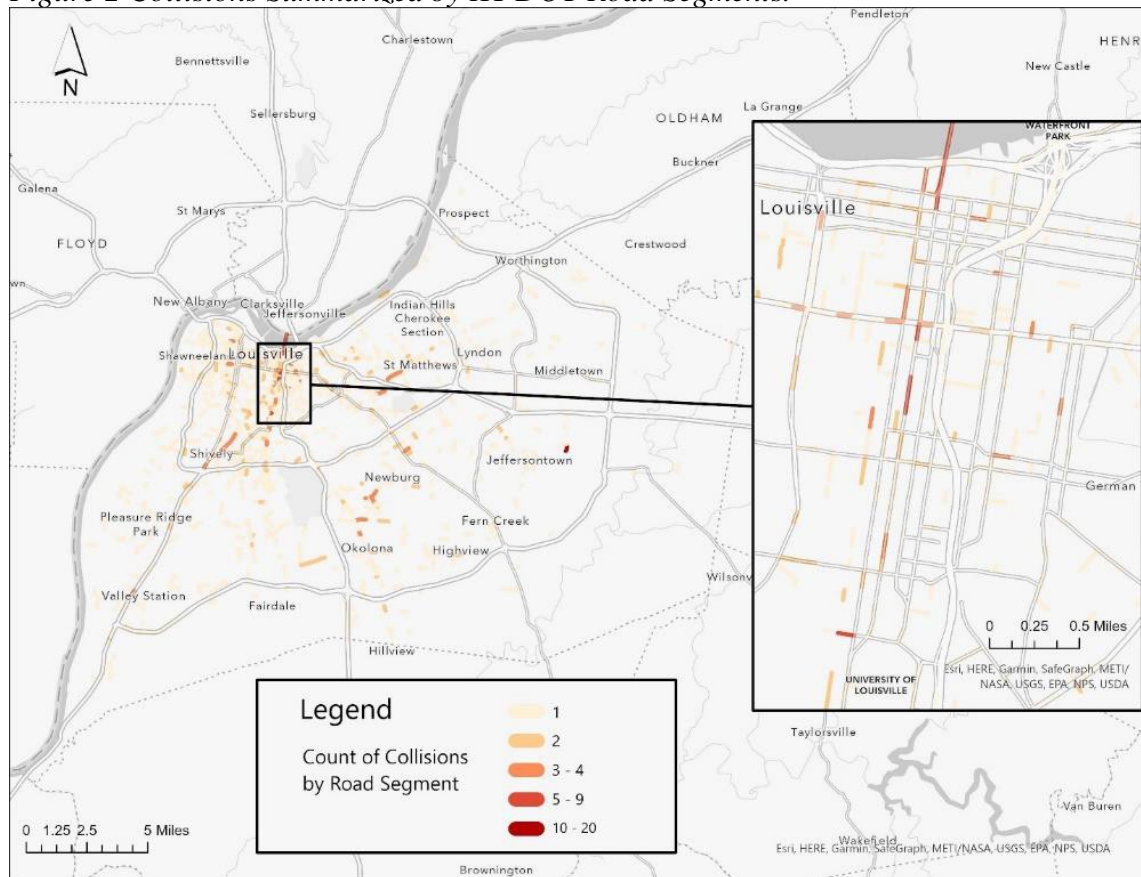 Figure 2 Collisions Summarized by
Road Segments.
Pendleton
Charlestown
HENR
Bennettsville
New Castle
N
Sellersburg
La Grange
OLDHAM
WATERFRONT
PARK
Buckner
Galena
Louisville
St Marys
Prospect
FLOYD
Crestwood
Worthington
wn
New Albany
Clarksville
Jeffersonville
Indian Hills
Cherokee
Section
Shawneelan
Louisville
Lyndon
St Matthews
Middletown
Shively
Jeffersontown
Newburg
German
Pleasure Ridge
Park
Fern Creek
Okolona
Highview
Wilsonv
Valley Station
Fairdale
0 0.25 0.5 Miles
Hillview
Esri, HERE, Garmin, SafeGraph, METI/
NASA, USGS, EPA, NPS, USDA
UNIVERSITY OF
LOUISVILLE
Legend
Count of Collisions
by Road Segment
1
2
3 - 4
5 - 9
10 - 20
Taylorsville
Van Buren
0 1.25 2.5 5 Miles
Wakefield
Esri, HERE, Garmin, SafeGraph, METI/NASA, USGS, EPA, NPS, USDA
Brownington